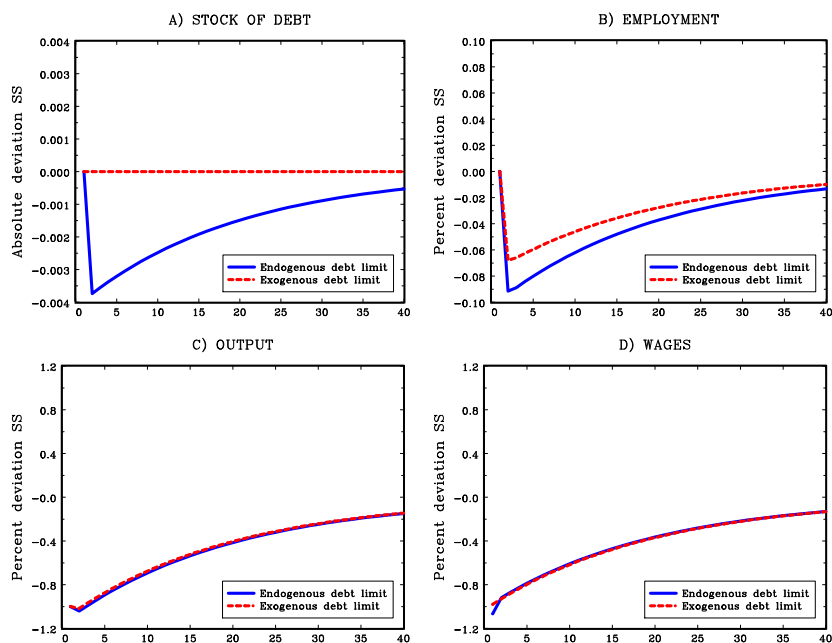 A) STOCK OF DEBT
Absolute deviation SS
0.004
0.003
0.002
0.001
0.000
−0.001
−0.002
−0.003
−0.004
0 5 10 15 20 25 30 35 40
Endogenous debt limit
Exogenous debt limit
B) EMPLOYMENT
Percent deviation SS
0.10
0.08
0.06
0.04
0.02
0.00
−0.02
−0.04
−0.06
−0.08
−0.10
0 5 10 15 20 25 30 35 40
Endogenous debt limit
Exogenous debt limit
C) OUTPUT
Percent deviation SS
1.2
0.8
0.4
−0.0
−0.4
−0.8
−1.2
0 5 10 15 20 25 30 35 40
Endogenous debt limit
Exogenous debt limit
D) WAGES
Percent deviation SS
1.2
0.8
0.4
−0.0
−0.4
−0.8
−1.2
0 5 10 15 20 25 30 35 40
Endogenous debt limit
Exogenous debt limit